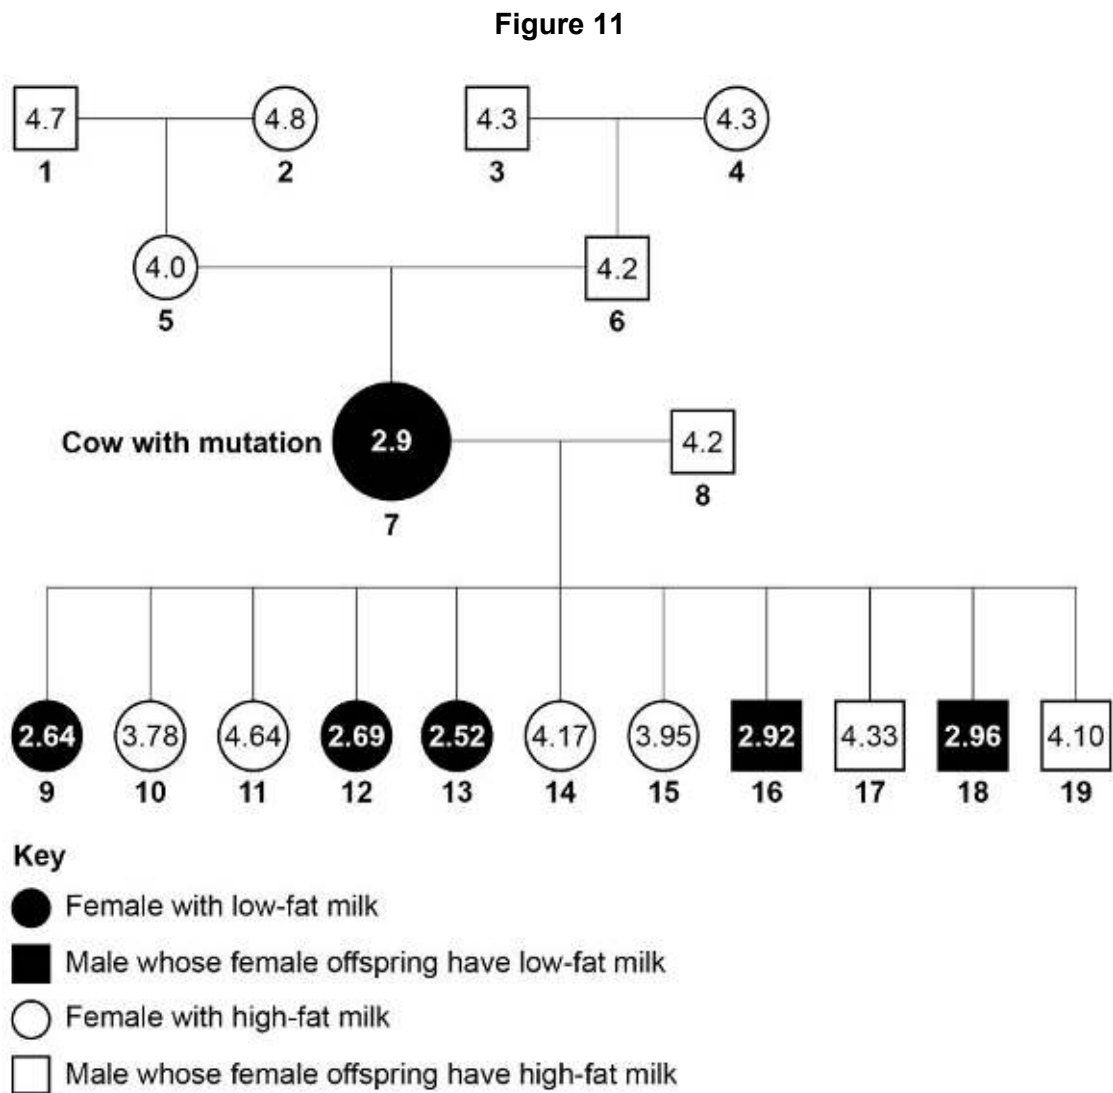 Figure 11
4.7 4.8 4.3 4.3
1 2 3 4
4.0 4.2
5 6
Cow with mutation 2.9 4.2
7 8
2.64 3.78 4.64 2.69 2.52 4.17 3.95 2.92 4.33 2.96 4.10
9 10 11 12 13 14 15 16 17 18 19
Key
Female with low-fat milk
Male whose female offspring have low-fat milk
Female with high-fat milk
Male whose female offspring have high-fat milk